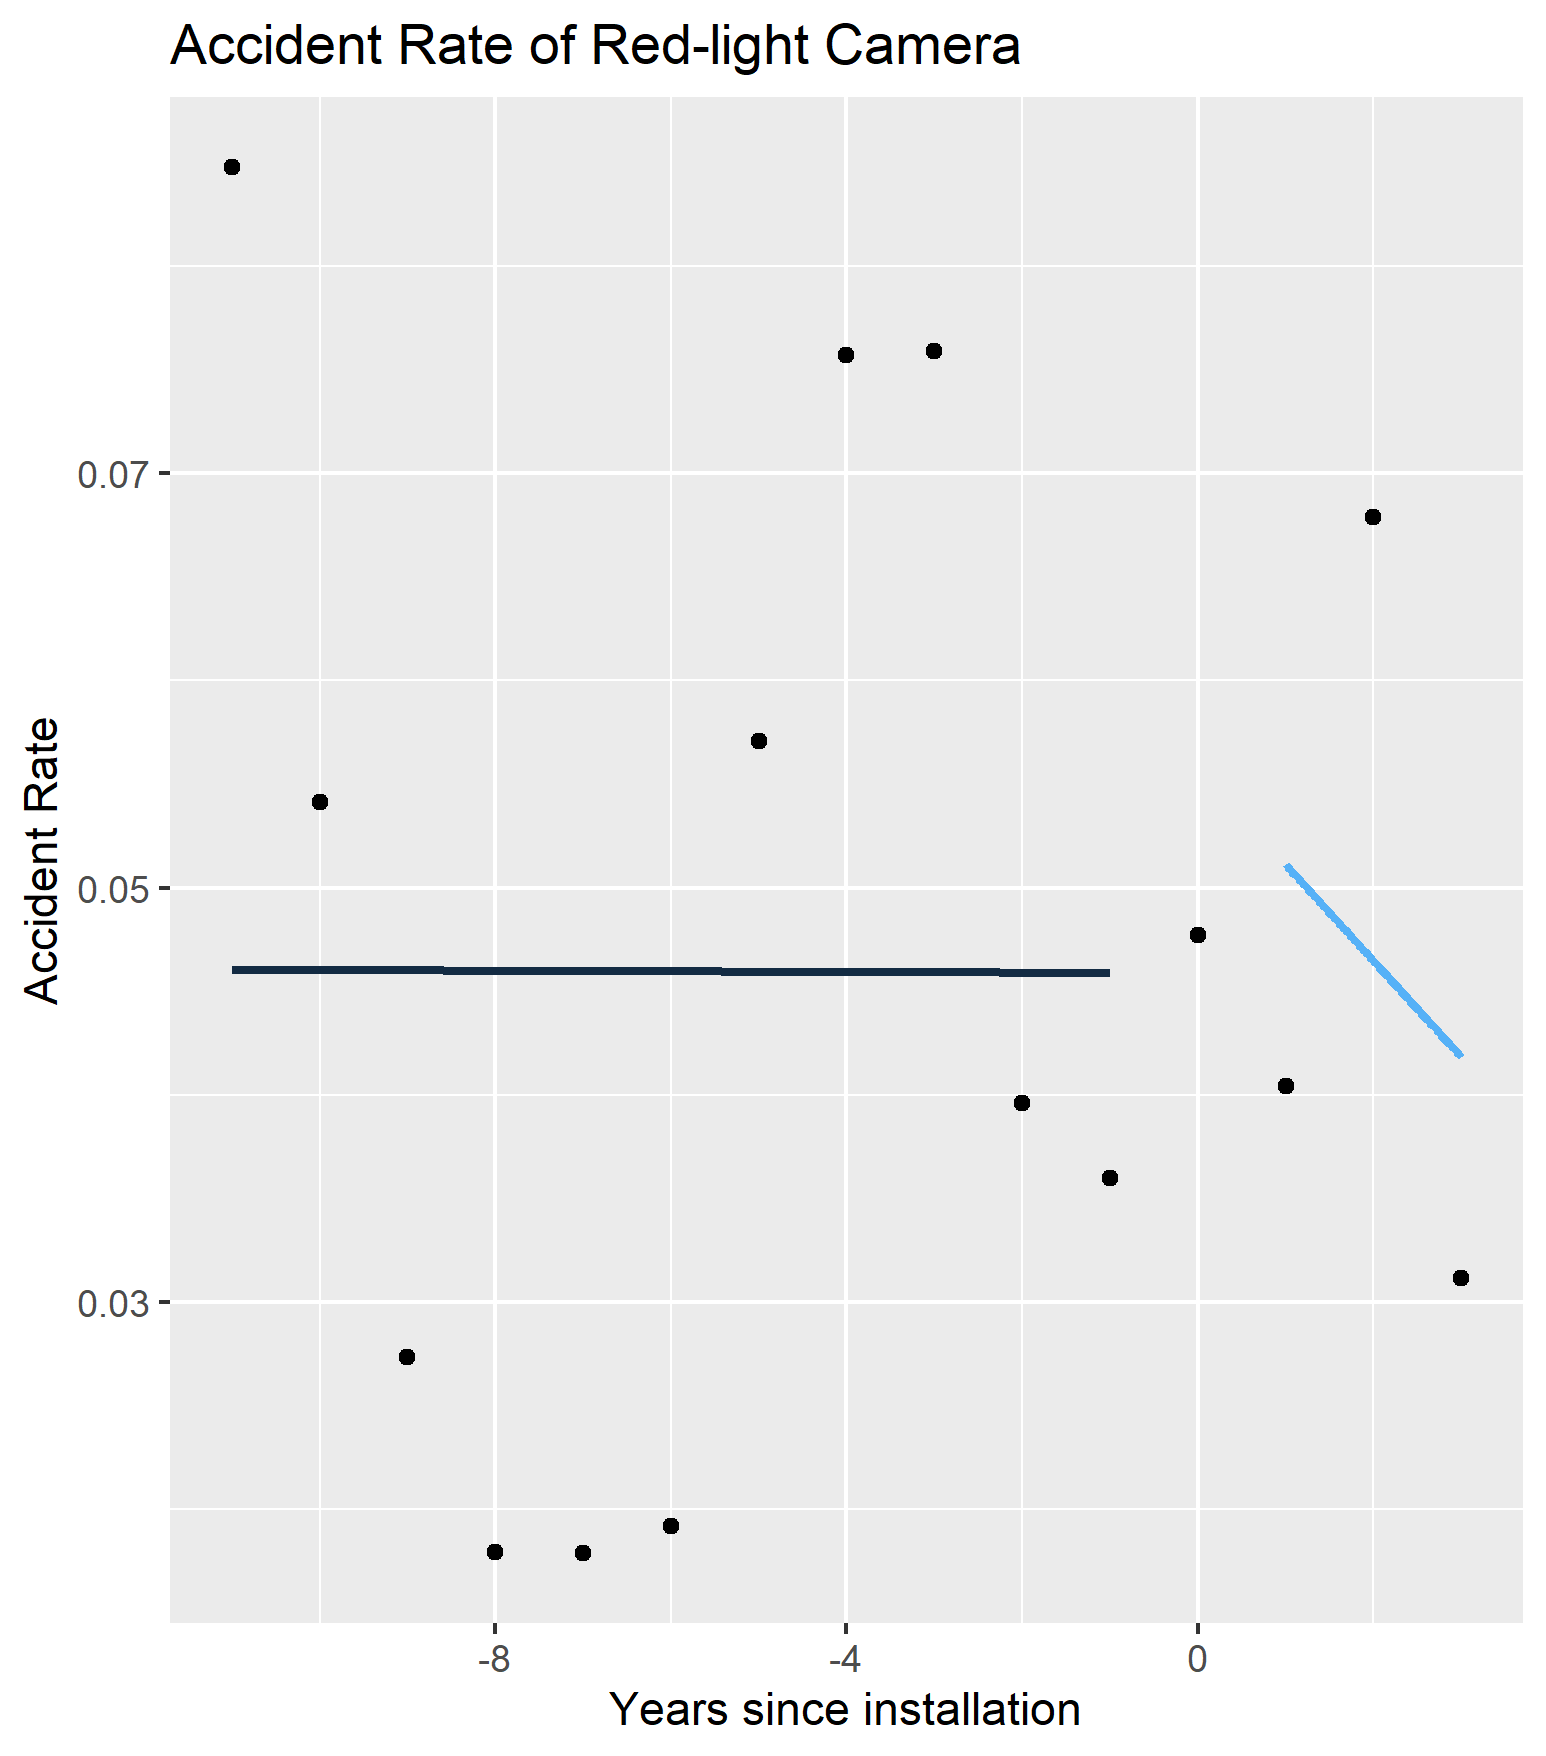 Accident Rate of Red-light Camera
Accident Rate
0.07
0.05
0.03
-8
-4
0
Years since installation